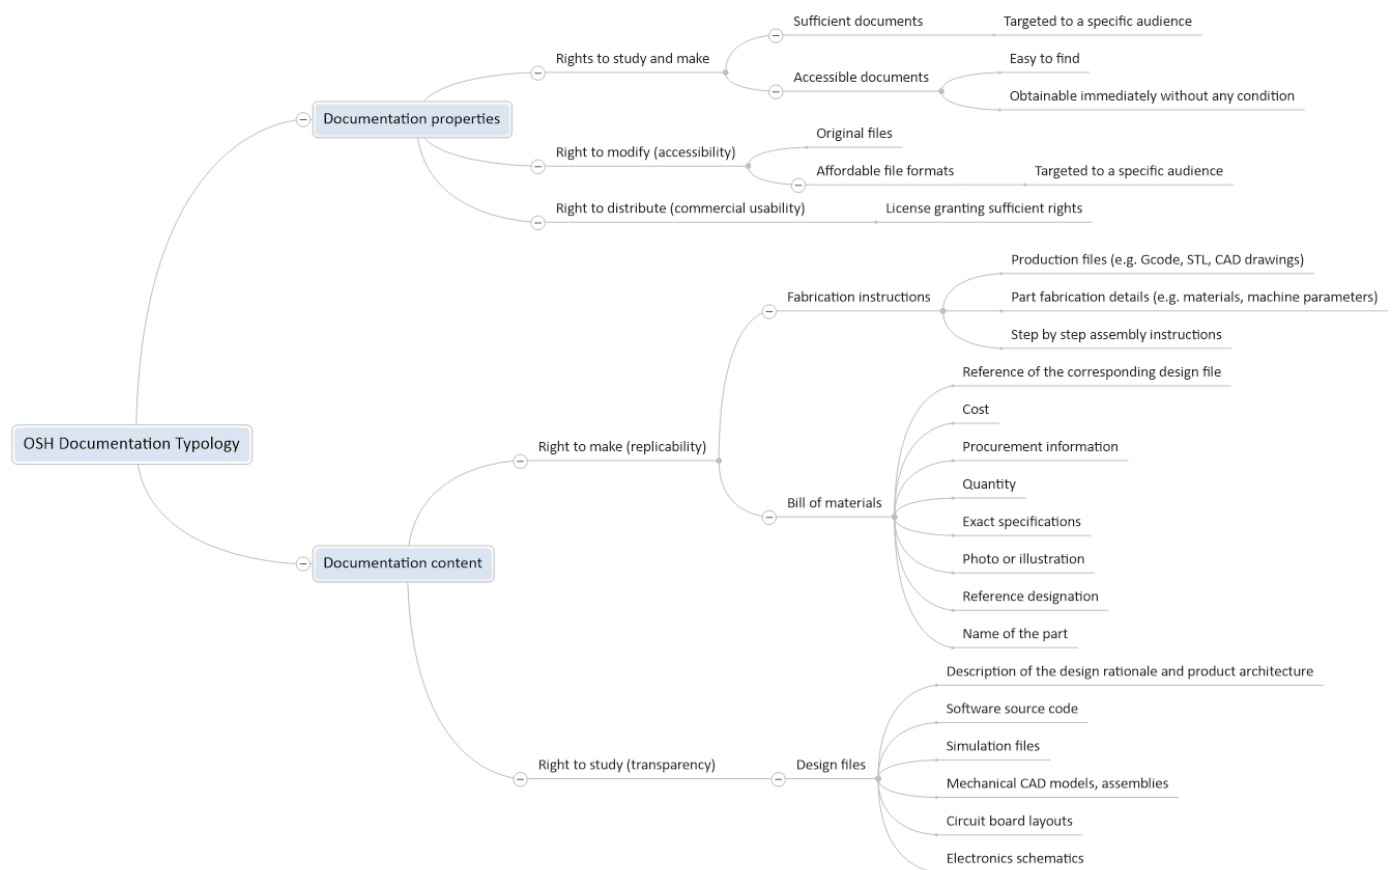 OSH Documentation Typology
Documentation properties
Rights to study and make
Sufficient documents
Targeted to a specific audience
Accessible documents
Easy to find
Obtainable immediately without any condition
Right to modify (accessibility)
Original files
Affordable file formats
Targeted to a specific audience
Right to distribute (commercial usability)
License granting sufficient rights
Documentation content
Right to make (replicability)
Fabrication instructions
Production files (e.g. Gcode, STL, CAD drawings)
Part fabrication details (e.g. materials, machine parameters)
Step by step assembly instructions
Bill of materials
Reference of the corresponding design file
Cost
Procurement information
Quantity
Exact specifications
Photo or illustration
Reference designation
Name of the part
Right to study (transparency)
Design files
Description of the design rationale and product architecture
Software source code
Simulation files
Mechanical CAD models, assemblies
Circuit board layouts
Electronics schematics